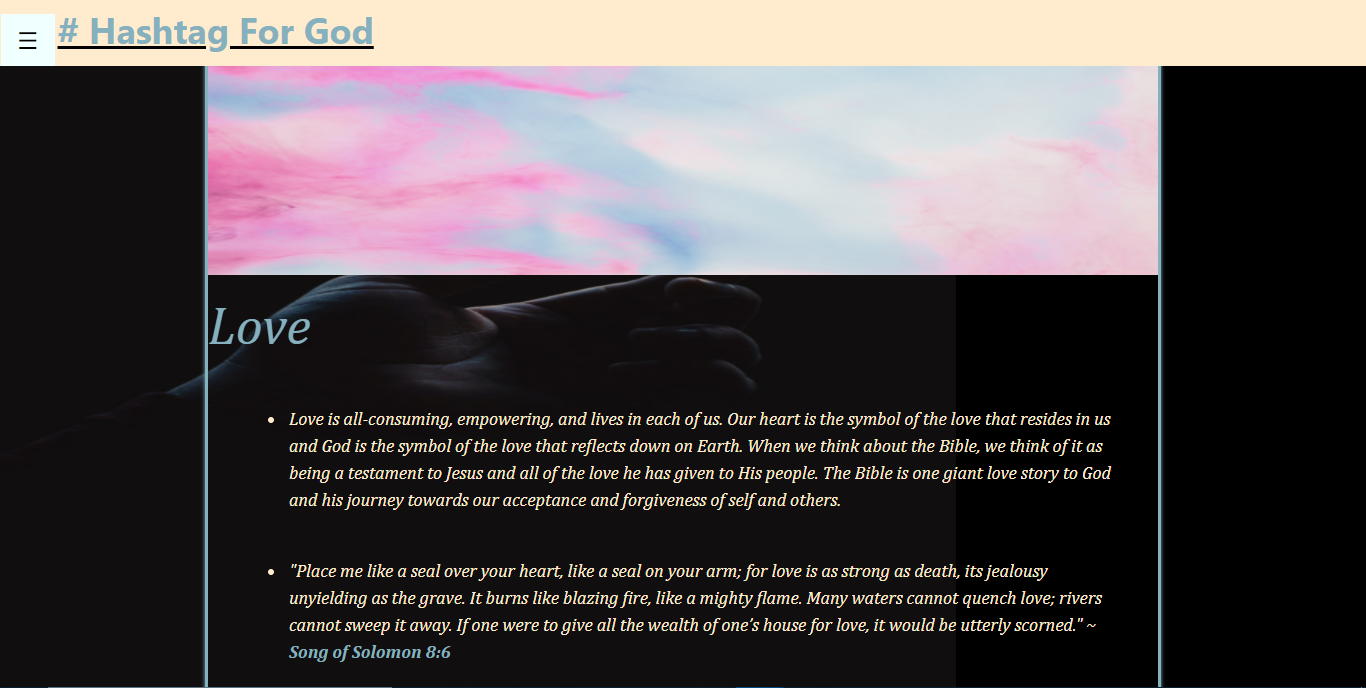 # Hashtag For God
Love
• Love is all-consuming, empowering, and lives in each of us. Our heart is the symbol of the love that resides in us
and God is the symbol of the love that reflects down on Earth. When we think about the Bible, we think of it as
being a testament to Jesus and all of the love he has given to His people. The Bible is one giant love story to God
and his journey towards our acceptance and forgiveness of self and others.
• "Place me like a seal over your heart, like a seal on your arm; for love is as strong as death, its jealousy
unyielding as the grave. It burns like blazing fire, like a mighty flame. Many waters cannot quench love; rivers
cannot sweep it away. If one were to give all the wealth of one’s house for love, it would be utterly scorned." ~
Song of Solomon 8:6